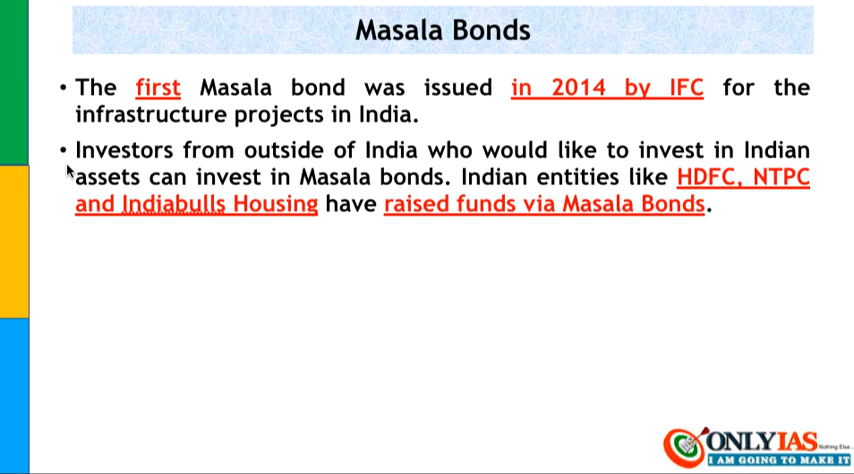 Masala Bonds
• The first Masala bond was issued in 2014 by IFC for the
infrastructure projects in India.
• Investors from outside of India who would like to invest in Indian
assets can invest in Masala bonds. Indian entities like HDFC, NTPC
and Indiabulls Housing have raised funds via Masala Bonds.
ONLYIAS Nothing Else..
I AM GOING TO MAKE IT